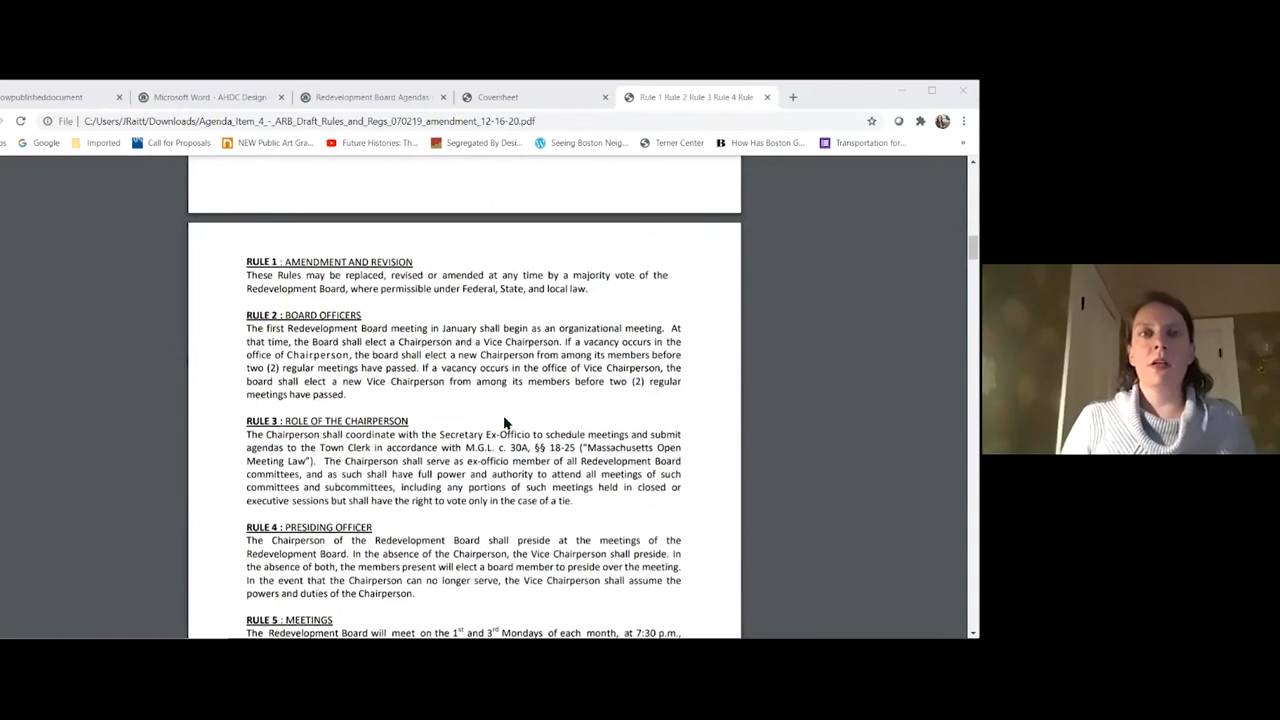 owpublisheddocument
Microsoft Word - AHDC Design
Redevelopment Board Agendas
Coversheet
Rule 1 Rule 2 Rule 3 Rule 4 Rule
File
C:/Users/JRaitt/Downloads/Agenda_Item_4_-_ARB_Draft_Rules_and_Regs_070219_amendment_12-16-20.pdf
ps
Google
Imported
Call for Proposals
NEW Public Art Gra...
Future Histories: Th...
Segregated By Desi...
Seeing Boston Neig...
Terner Center
How Has Boston G...
Transportation for...
RULE 1 : AMENDMENT AND REVISION
These Rules may be replaced, revised or amended at any time by a majority vote of the
Redevelopment Board, where permissible under Federal, State, and local law.
RULE 2 : BOARD OFFICERS
The first Redevelopment Board meeting in January shall begin as an organizational meeting. At
that time, the Board shall elect a Chairperson and a Vice Chairperson. If a vacancy occurs in the
office of Chairperson, the board shall elect a new Chairperson from among its members before
two (2) regular meetings have passed. If a vacancy occurs in the office of Vice Chairperson, the
board shall elect a new Vice Chairperson from among its members before two (2) regular
meetings have passed.
RULE 3 : ROLE OF THE CHAIRPERSON
The Chairperson shall coordinate with the Secretary Ex-Officio to schedule meetings and submit
agendas to the Town Clerk in accordance with M.G.L. c. 30A, §§ 18-25 ("Massachusetts Open
Meeting Law"). The Chairperson shall serve as ex-officio member of all Redevelopment Board
committees, and as such shall have full power and authority to attend all meetings of such
committees and subcommittees, including any portions of such meetings held in closed or
executive sessions but shall have the right to vote only in the case of a tie.
RULE 4 : PRESIDING OFFICER
The Chairperson of the Redevelopment Board shall preside at the meetings of the
Redevelopment Board. In the absence of the Chairperson, the Vice Chairperson shall preside. In
the absence of both, the members present will elect a board member to preside over the meeting.
In the event that the Chairperson can no longer serve, the Vice Chairperson shall assume the
powers and duties of the Chairperson.
RULE 5 : MEETINGS
The Redevelopment Board will meet on the 1st and 3rd Mondays of each month, at 7:30 p.m.,